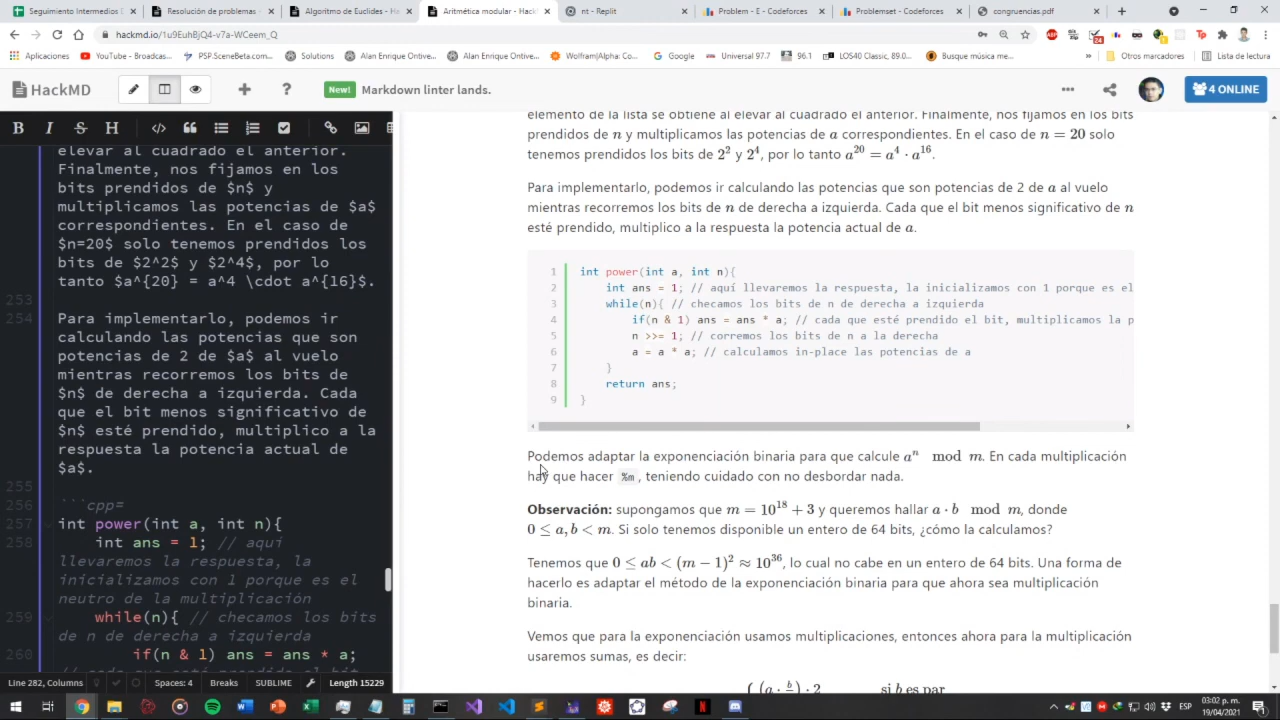 Seguimiento Intermedios D
Resolución de problemas -
Algoritmo de Euclides - Ha
Aritmética modular - HackMD
nt - Replit
Problem - E - Codeforces
Problemset - Codeforces
congruencias.pdf
hackmd.io/1u9EuhBjQ4-v7a-WCeem_Q
24
ABP
Aplicaciones
YouTube - Broadcas...
PSP.SceneBeta.com...
Solutions
Alan Enrique Ontive...
Alan Enrique Ontive...
Wolfram|Alpha: Co...
Google
Universal 97.7
96.1
LOS40 Classic, 89.0...
Busque música me...
»
Otros marcadores
Lista de lectura
HackMD
New!
Markdown linter lands.
4 ONLINE
B I S H
elevar al cuadrado el anterior.
Finalmente, nos fijamos en los
bits prendidos de $n$ y
multiplicamos las potencias de $a$
correspondientes. En el caso de
$n=20$ solo tenemos prendidos los
bits de $2^2$ y $2^4$, por lo
tanto $a^{20} = a^4 \cdot a^{16}$.
253
254 Para implementarlo, podemos ir
calculando las potencias que son
potencias de 2 de $a$ al vuelo
mientras recorremos los bits de
$n$ de derecha a izquierda. Cada
que el bit menos significativo de
$n$ esté prendido, multiplico a la
respuesta la potencia actual de
$a$.
255
256 ```cpp=
257 int power(int a, int n){
258 int ans = 1; // aquí
llevaremos la respuesta, la
inicializamos con 1 porque es el
neutro de la multiplicación
259 while(n){ // checamos los bits
de n de derecha a izquierda
260 if(n & 1) ans = ans * a;
// cada que esté prendido el bit,
Line 282, Columns
Spaces: 4
Breaks
SUBLIME
Length 15229
elemento de la lista se obtiene al elevar al cuadrado el anterior. Finalmente, nos fijamos en los bits
prendidos de n y multiplicamos las potencias de a correspondientes. En el caso de n = 20 solo
tenemos prendidos los bits de 2² y 2⁴, por lo tanto a²⁰ = a⁴ · a¹⁶.
Para implementarlo, podemos ir calculando las potencias que son potencias de 2 de a al vuelo
mientras recorremos los bits de n de derecha a izquierda. Cada que el bit menos significativo de n
esté prendido, multiplico a la respuesta la potencia actual de a.
1 int power(int a, int n){
2 int ans = 1; // aquí llevaremos la respuesta, la inicializamos con 1 porque es el
3 while(n){ // checamos los bits de n de derecha a izquierda
4 if(n & 1) ans = ans * a; // cada que esté prendido el bit, multiplicamos la p
5 n >>= 1; // corremos los bits de n a la derecha
6 a = a * a; // calculamos in-place las potencias de a
7 }
8 return ans;
9 }
Podemos adaptar la exponenciación binaria para que calcule aⁿ mod m. En cada multiplicación
hay que hacer %m, teniendo cuidado con no desbordar nada.
Observación: supongamos que m = 10¹⁸ + 3 y queremos hallar a · b mod m, donde
0 ≤ a, b < m. Si solo tenemos disponible un entero de 64 bits, ¿cómo la calculamos?
Tenemos que 0 ≤ ab < (m − 1)² ≈ 10³⁶, lo cual no cabe en un entero de 64 bits. Una forma de
hacerlo es adaptar el método de la exponenciación binaria para que ahora sea multiplicación
binaria.
Vemos que para la exponenciación usamos multiplicaciones, entonces ahora para la multiplicación
usaremos sumas, es decir:
(a · b/ ) · 2 si b es par
ESP
03:02 p. m.
19/04/2021